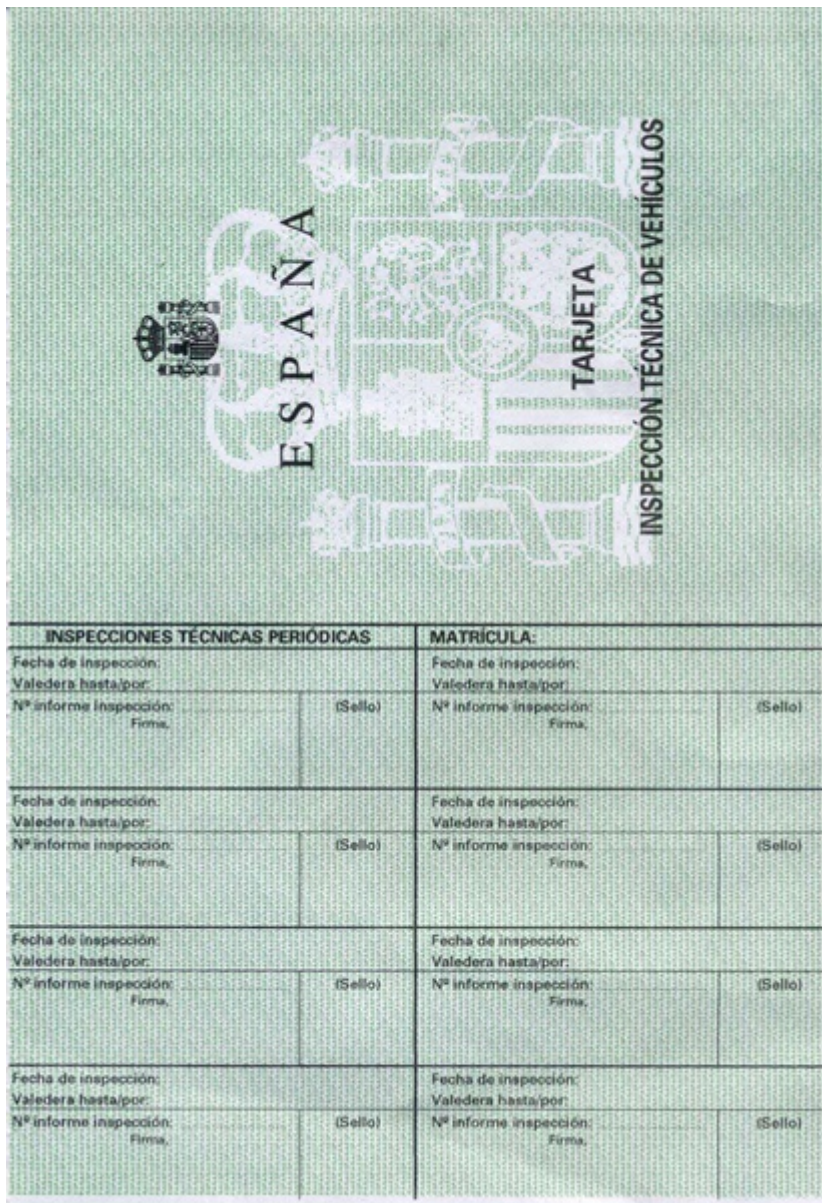 ESPAÑA
TARJETA
INSPECCIÓN TÉCNICA DE VEHÍCULOS
INSPECCIONES TÉCNICAS PERIÓDICAS
MATRÍCULA:
Fecha de inspección:
Valedera hasta/por:
Nº informe inspección: (Sello)
Firma,
Fecha de inspección:
Valedera hasta/por:
Nº informe inspección: (Sello)
Firma,
Fecha de inspección:
Valedera hasta/por:
Nº informe inspección: (Sello)
Firma,
Fecha de inspección:
Valedera hasta/por:
Nº informe inspección: (Sello)
Firma,
Fecha de inspección:
Valedera hasta/por:
Nº informe inspección: (Sello)
Firma,
Fecha de inspección:
Valedera hasta/por:
Nº informe inspección: (Sello)
Firma,
Fecha de inspección:
Valedera hasta/por:
Nº informe inspección: (Sello)
Firma,
Fecha de inspección:
Valedera hasta/por:
Nº informe inspección: (Sello)
Firma,